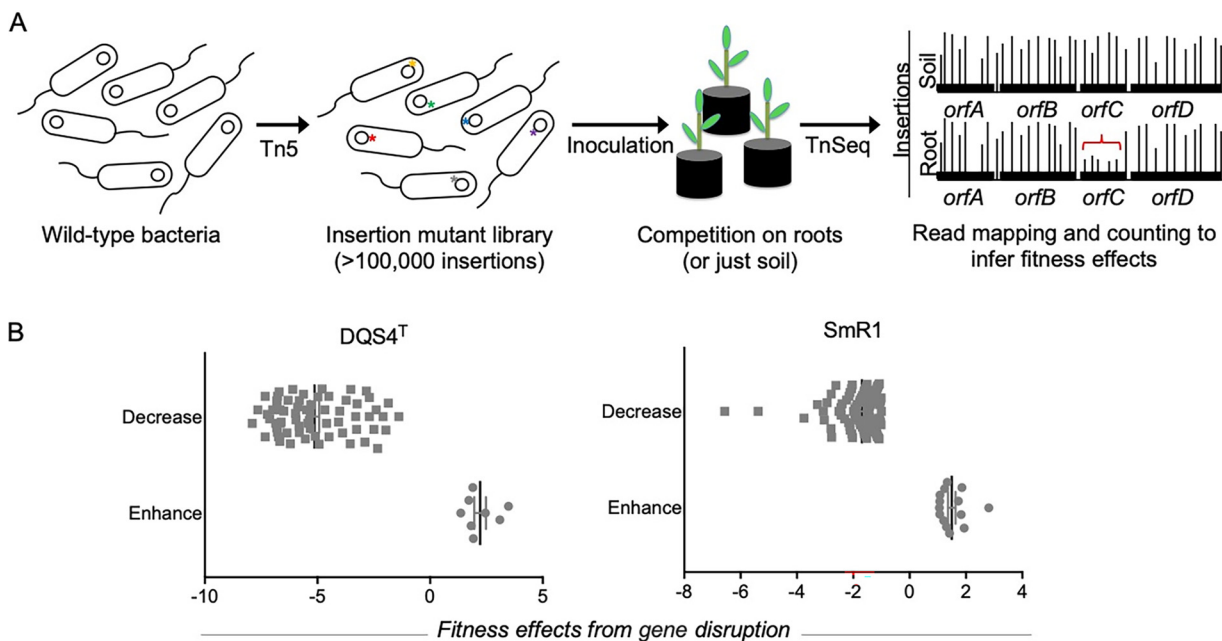 A
Tn5
Inoculation
TnSeq
Insertions
Soil
orfA orfB orfC orfD
Root
orfA orfB orfC orfD
Wild-type bacteria
Insertion mutant library
(>100,000 insertions)
Competition on roots
(or just soil)
Read mapping and counting to
infer fitness effects
B
DQS4ᵀ
Decrease
Enhance
-10 -5 0 5
SmR1
Decrease
Enhance
-8 -6 -4 -2 0 2 4
Fitness effects from gene disruption